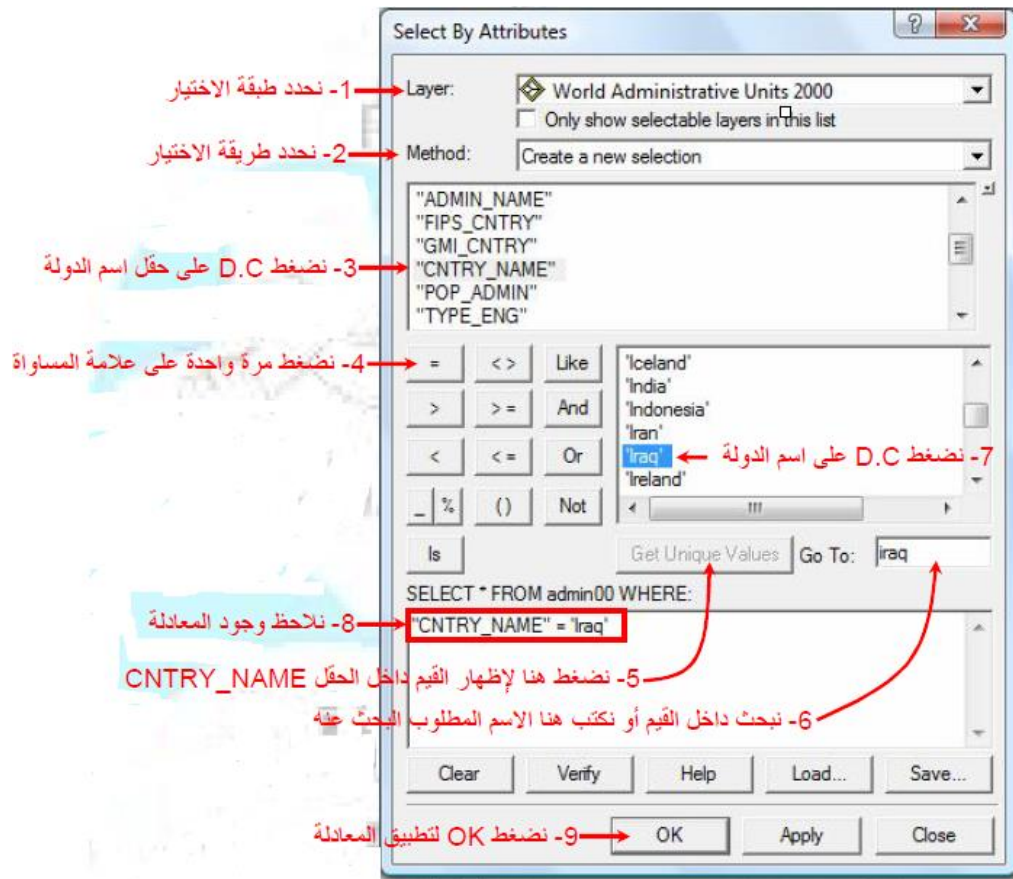 Select By Attributes
1- نحدد طبقة الاختيار
Layer:
World Administrative Units 2000
Only show selectable layers in this list
2- نحدد طريقة الاختيار
Method:
Create a new selection
"ADMIN_NAME"
"FIPS_CNTRY"
"GMI_CNTRY"
3- نضغط D.C على حقل اسم الدولة
"CNTRY_NAME"
"POP_ADMIN"
"TYPE_ENG"
4- نضغط مرة واحدة على علامة المساواة
= < > Like
> > = And
< < = Or
_ % () Not
Is
'Iceland'
'India'
'Indonesia'
'Iran'
'Iraq'
7- نضغط D.C على اسم الدولة
'Ireland'
Get Unique Values Go To: iraq
SELECT * FROM admin00 WHERE:
8- نلاحظ وجود المعادلة
"CNTRY_NAME" = 'Iraq'
5- نضغط هنا لإظهار القيم داخل الحقل CNTRY_NAME
6- نبحث داخل القيم أو نكتب هنا الاسم المطلوب البحث عنه
Clear Verify Help Load... Save...
9- نضغط OK لتطبيق المعادلة
OK Apply Close